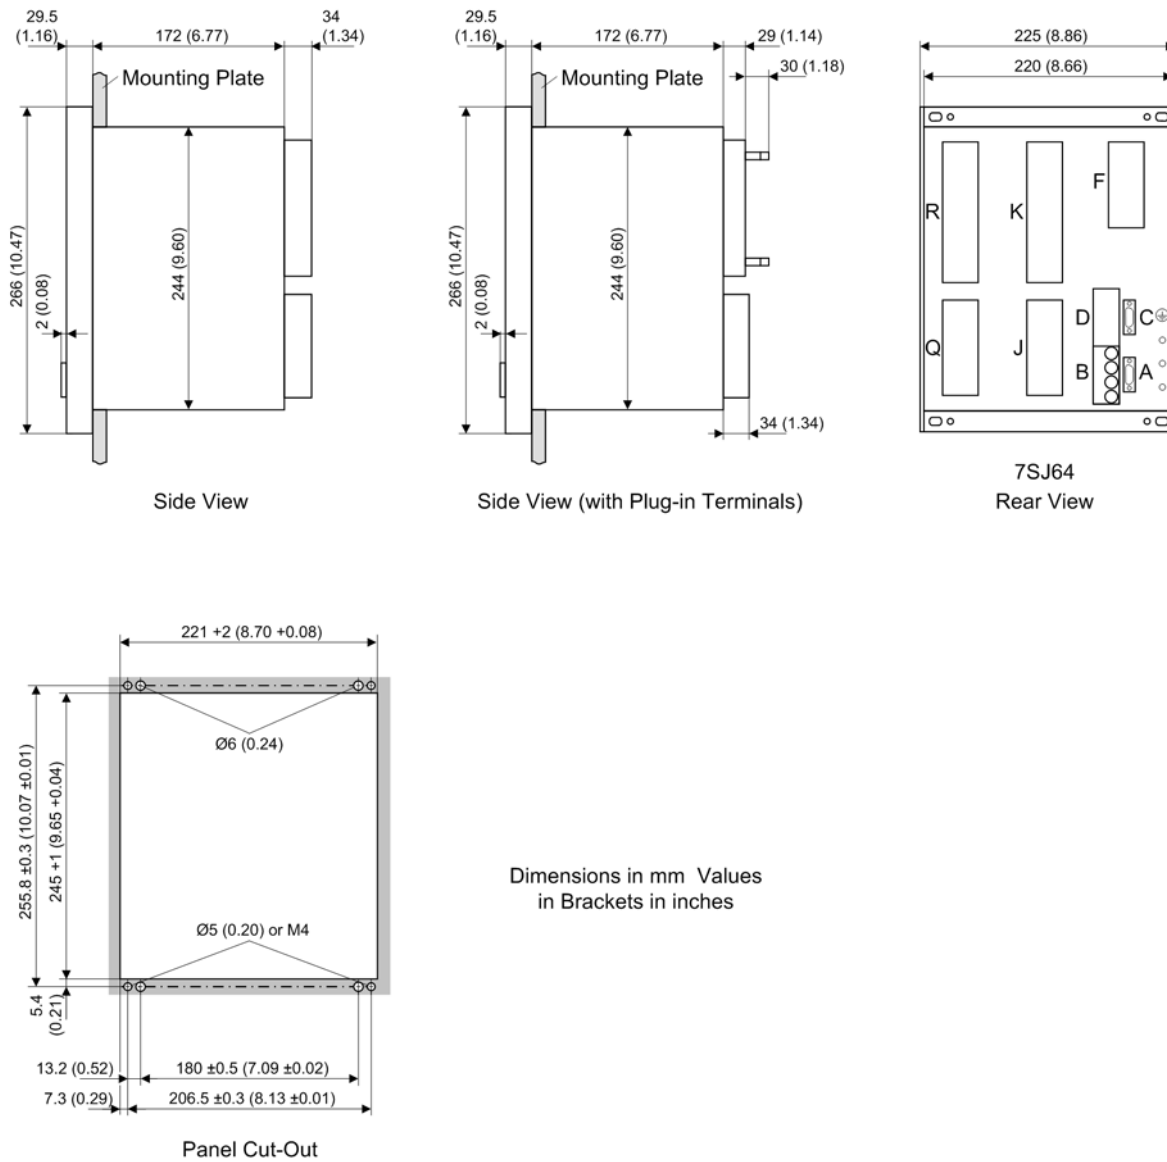 29.5
(1.16)
172 (6.77)
34
(1.34)
Mounting Plate
266 (10.47)
2 (0.08)
244 (9.60)
Side View
29.5
(1.16)
172 (6.77)
29 (1.14)
30 (1.18)
Mounting Plate
266 (10.47)
2 (0.08)
244 (9.60)
34 (1.34)
Side View (with Plug-in Terminals)
225 (8.86)
220 (8.66)
R
K
F
Q
J
D
C
B
A
7SJ64
Rear View
221 +2 (8.70 +0.08)
Ø6 (0.24)
255.8 ±0.3 (10.07 ±0.01)
245 +1 (9.65 +0.04)
Ø5 (0.20) or M4
5.4
(0.21)
13.2 (0.52)
180 ±0.5 (7.09 ±0.02)
7.3 (0.29)
206.5 ±0.3 (8.13 ±0.01)
Panel Cut-Out
Dimensions in mm Values
in Brackets in inches